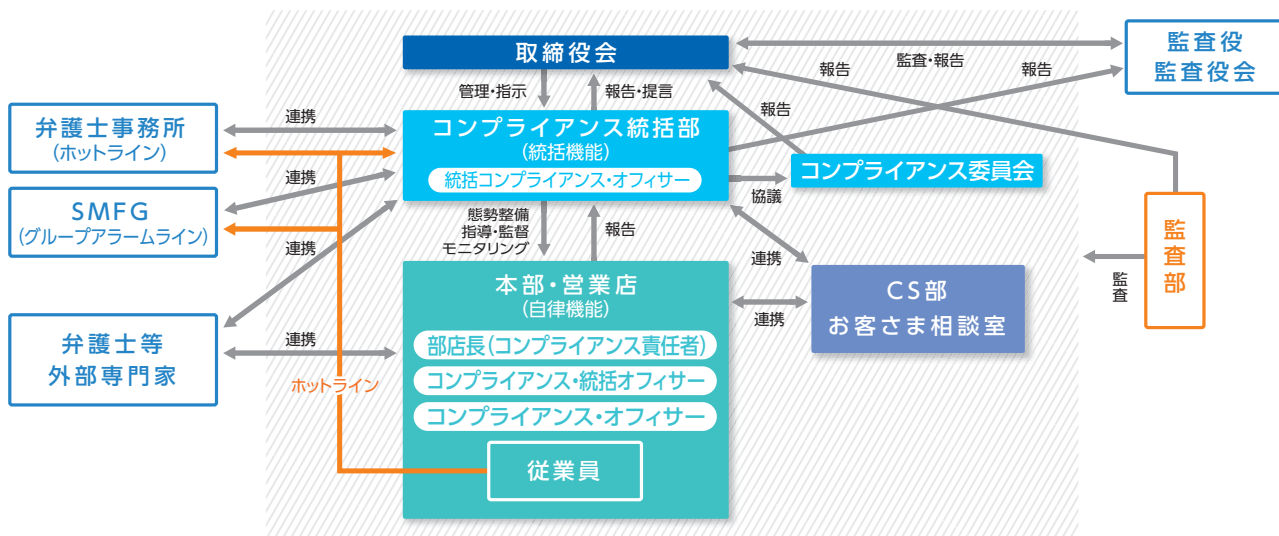 取締役会
監査役
監査役会
監査・報告
報告
報告
管理・指示
報告・提言
報告
弁護士事務所
(ホットライン)
連携
コンプライアンス統括部
(統括機能)
統括コンプライアンス・オフィサー
協議
コンプライアンス委員会
SMFG
(グループアラームライン)
連携
連携
態勢整備
指導・監督
モニタリング
報告
連携
監査部
監査
弁護士等
外部専門家
連携
ホットライン
本部・営業店
(自律機能)
部店長(コンプライアンス責任者)
コンプライアンス・統括オフィサー
コンプライアンス・オフィサー
従業員
連携
CS部
お客さま相談室